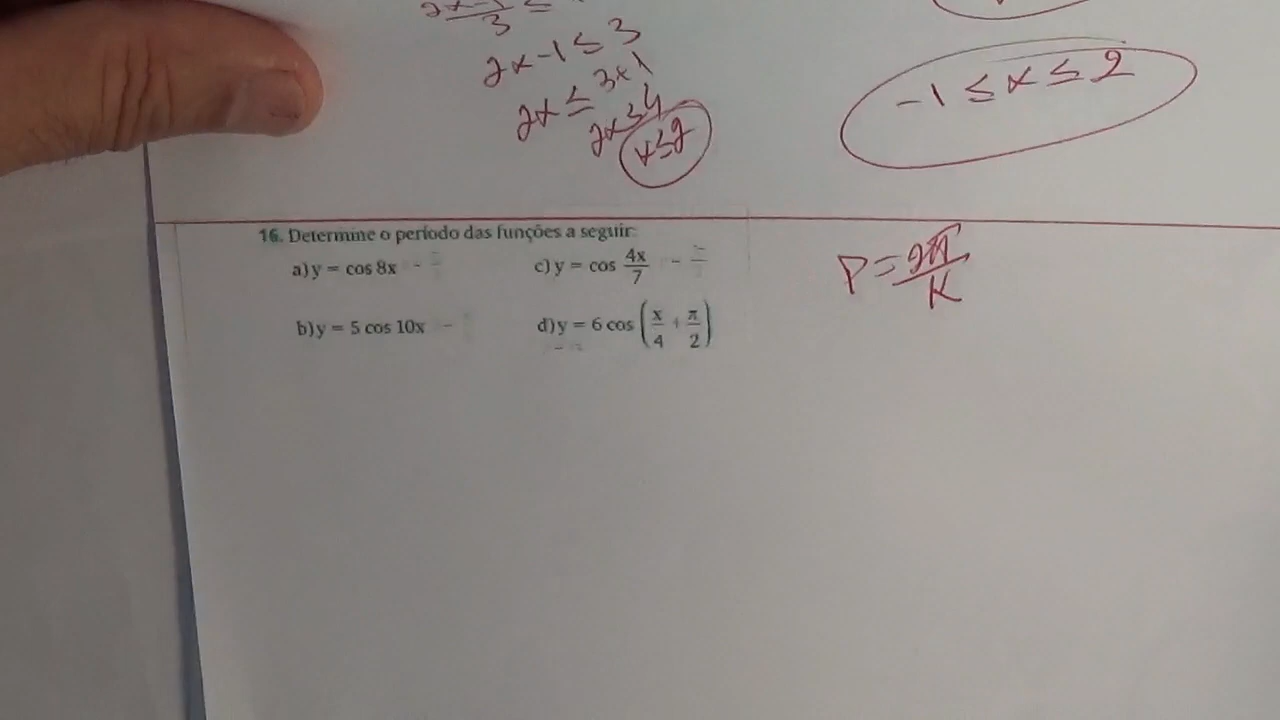 2x-1 ≤ 3
2x ≤ 3+1
2x ≤ 4
x ≤ 2
-1 ≤ x ≤ 2
16. Determine o período das funções a seguir:
a) y = cos 8x
c) y = cos 4x/7
b) y = 5 cos 10x
d) y = 6 cos (x/4 + π/2)
P = 2π/K